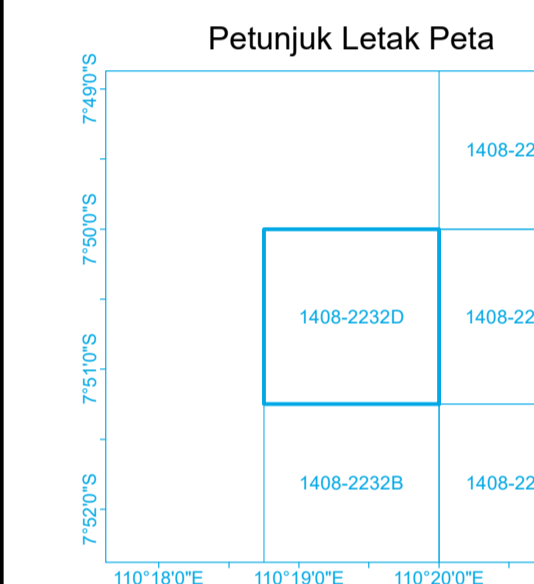 Petunjuk Letak Peta
7°49'0"S
1408-22
7°50'0"S
1408-2232D
1408-22
7°51'0"S
1408-2232B
1408-22
7°52'0"S
110°18'0"E
110°19'0"E
110°20'0"E